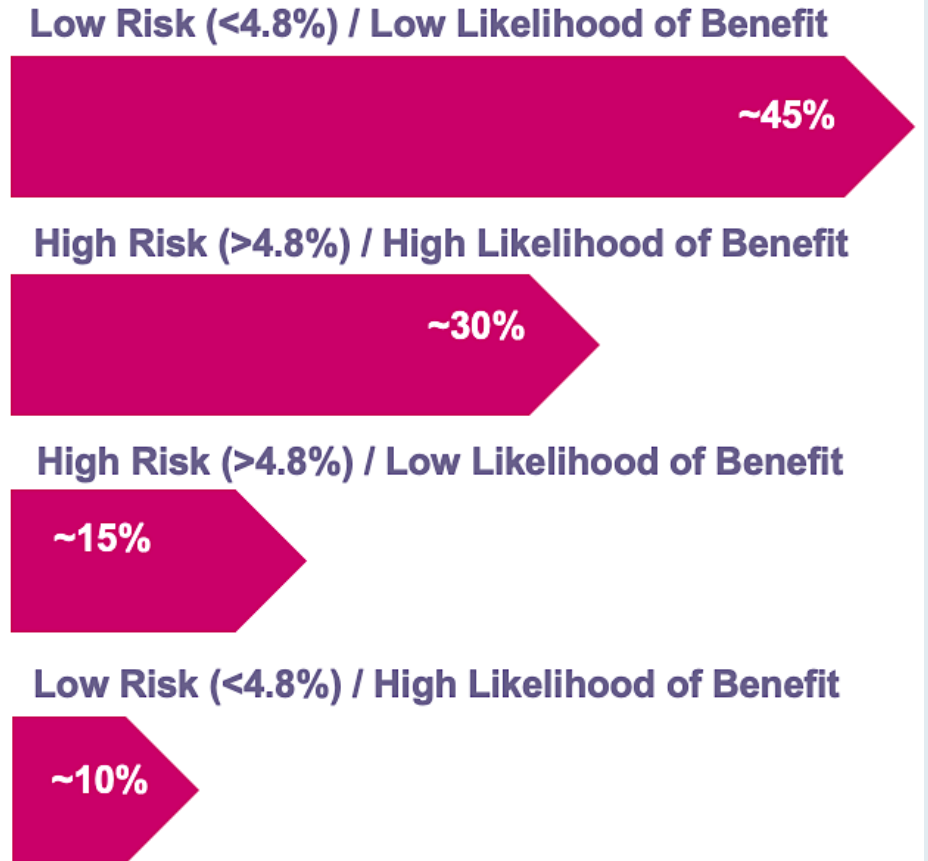 Low Risk (<4.8%) / Low Likelihood of Benefit
~45%
High Risk (>4.8%) / High Likelihood of Benefit
~30%
High Risk (>4.8%) / Low Likelihood of Benefit
~15%
Low Risk (<4.8%) / High Likelihood of Benefit
~10%